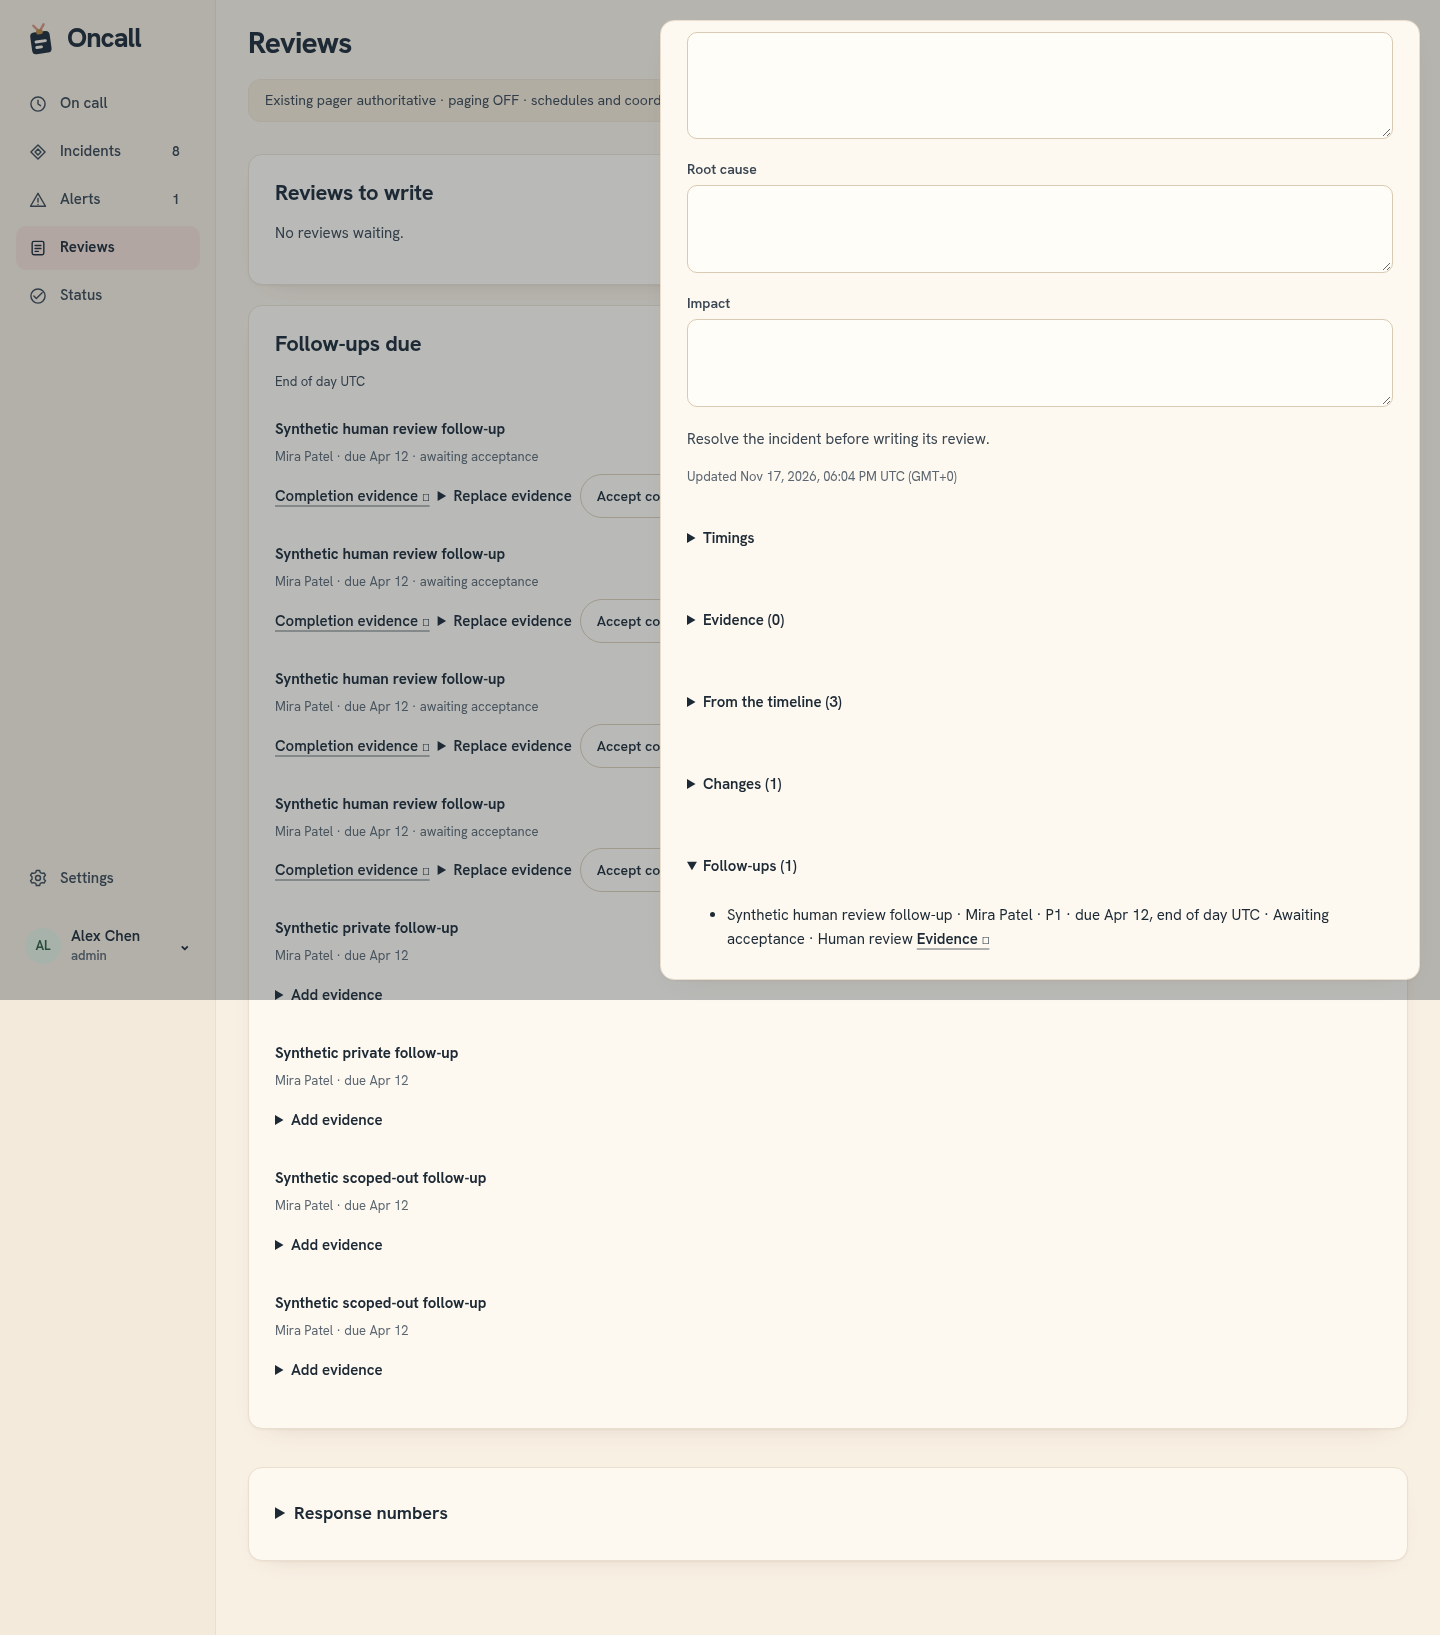 Oncall
On call
Incidents 8
Alerts 1
Reviews
Status
Settings
AL
Alex Chen
admin
Reviews
Existing pager authoritative · paging OFF · schedules and coord
Reviews to write
No reviews waiting.
Follow-ups due
End of day UTC
Synthetic human review follow-up
Mira Patel · due Apr 12 · awaiting acceptance
Completion evidence Replace evidence Accept co
Synthetic human review follow-up
Mira Patel · due Apr 12 · awaiting acceptance
Completion evidence Replace evidence Accept co
Synthetic human review follow-up
Mira Patel · due Apr 12 · awaiting acceptance
Completion evidence Replace evidence Accept co
Synthetic human review follow-up
Mira Patel · due Apr 12 · awaiting acceptance
Completion evidence Replace evidence Accept co
Synthetic private follow-up
Mira Patel · due Apr 12
Add evidence
Synthetic private follow-up
Mira Patel · due Apr 12
Add evidence
Synthetic scoped-out follow-up
Mira Patel · due Apr 12
Add evidence
Synthetic scoped-out follow-up
Mira Patel · due Apr 12
Add evidence
Response numbers
Root cause
Impact
Resolve the incident before writing its review.
Updated Nov 17, 2026, 06:04 PM UTC (GMT+0)
Timings
Evidence (0)
From the timeline (3)
Changes (1)
Follow-ups (1)
Synthetic human review follow-up · Mira Patel · P1 · due Apr 12, end of day UTC · Awaiting
acceptance · Human review Evidence